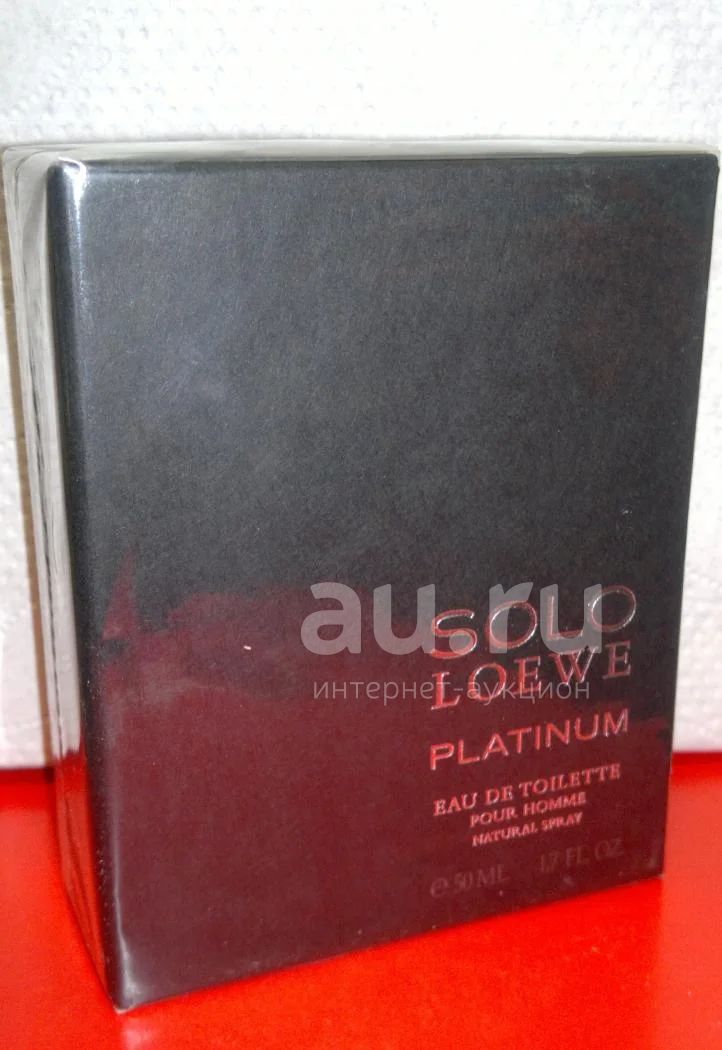 au.ru
SOLO
интернет-аукцион
LOEWE
PLATINUM
EAU DE TOILETTE
POUR HOMME
NATURAL SPRAY
℮ 50 ML 1.7 FL. OZ.